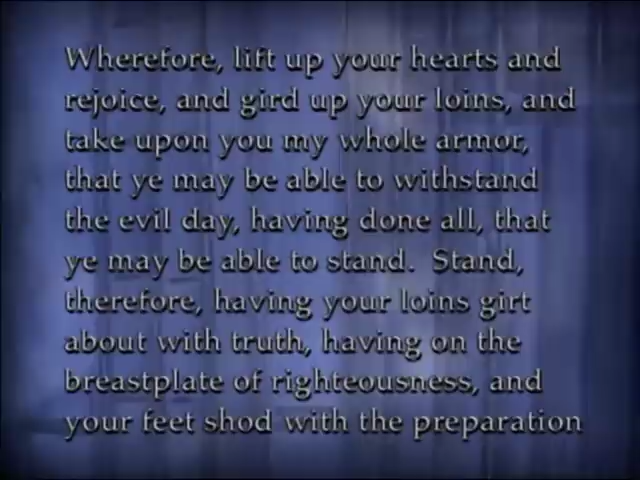 Wherefore, lift up your hearts and
rejoice, and gird up your loins, and
take upon you my whole armor,
that ye may be able to withstand
the evil day, having done all, that
ye may be able to stand.  Stand,
therefore, having your loins girt
about with truth, having on the
breastplate of righteousness, and
your feet shod with the preparation